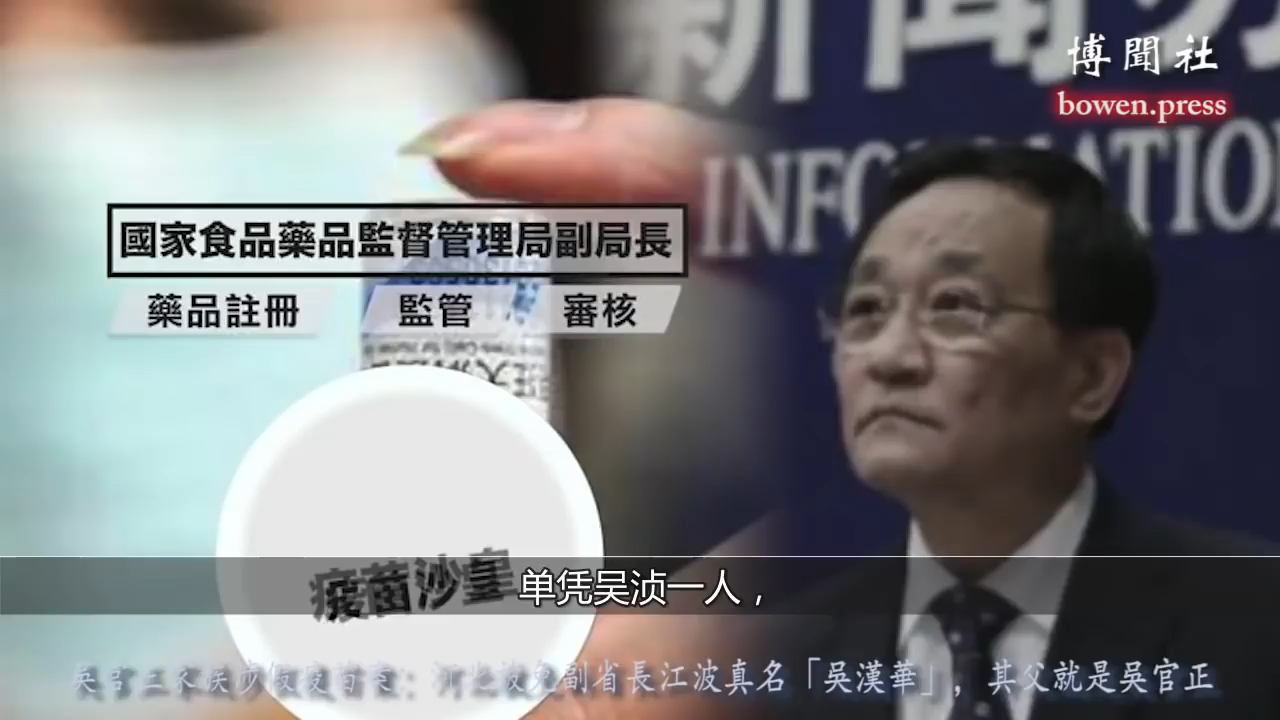 博聞社
bowen.press
INFORMATION
國家食品藥品監督管理局副局長
藥品註冊 監管 審核
疫苗沙皇
单凭吴浈一人，
副省長江波真名「吳漢華」，其父就是吳官正